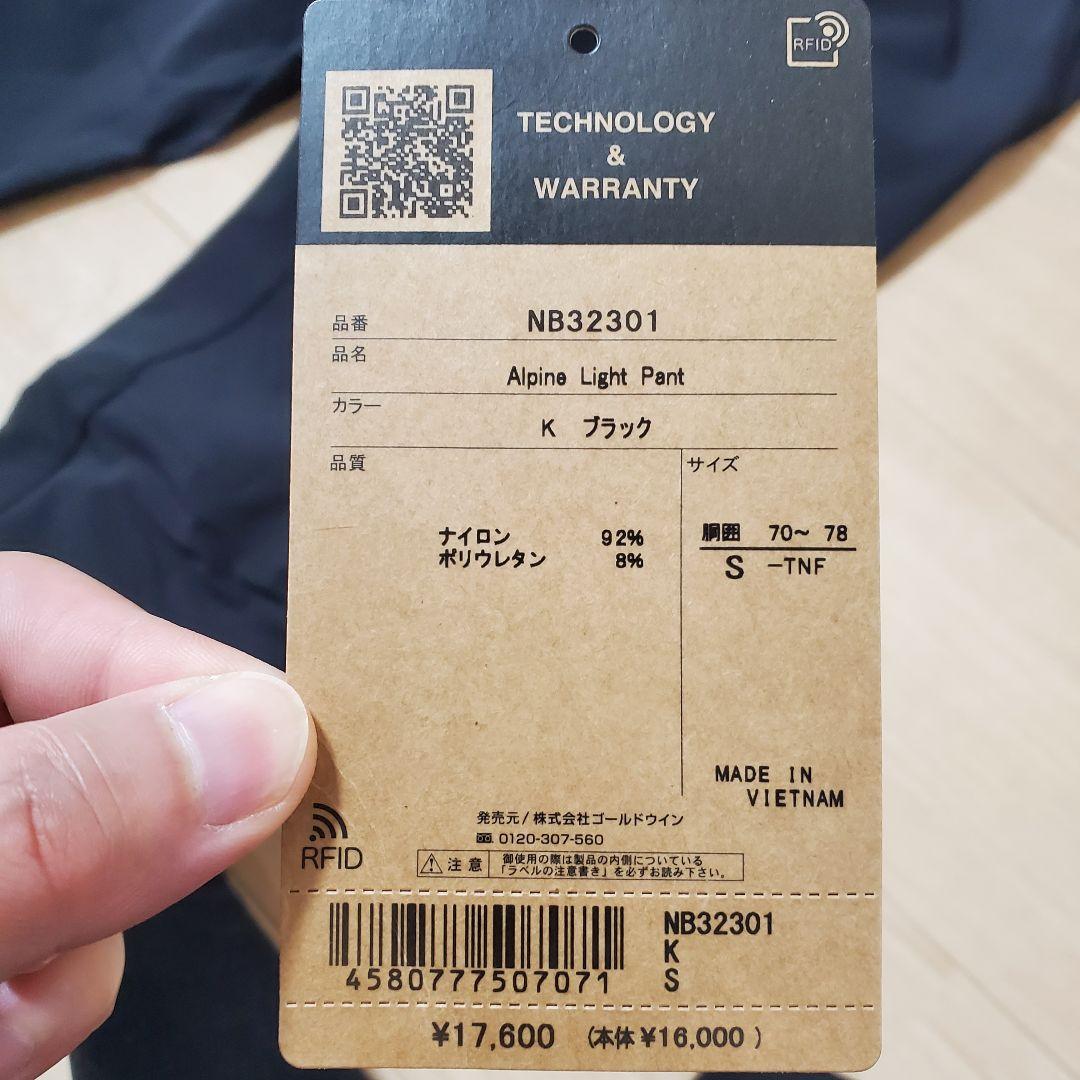 RFID
TECHNOLOGY
&
WARRANTY
品番 NB32301
品名
Alpine Light Pant
カラー
K ブラック
品質
サイズ
ナイロン 92%
ポリウレタン 8%
胴囲 70~ 78
S -TNF
MADE IN
VIETNAM
発売元/株式会社ゴールドウイン
0120-307-560
RFID
注意
御使用の際は製品の内側についている
「ラベルの注意書き」を必ずお読み下さい。
4580777507071
NB32301
K
S
¥17,600 (本体¥16,000)